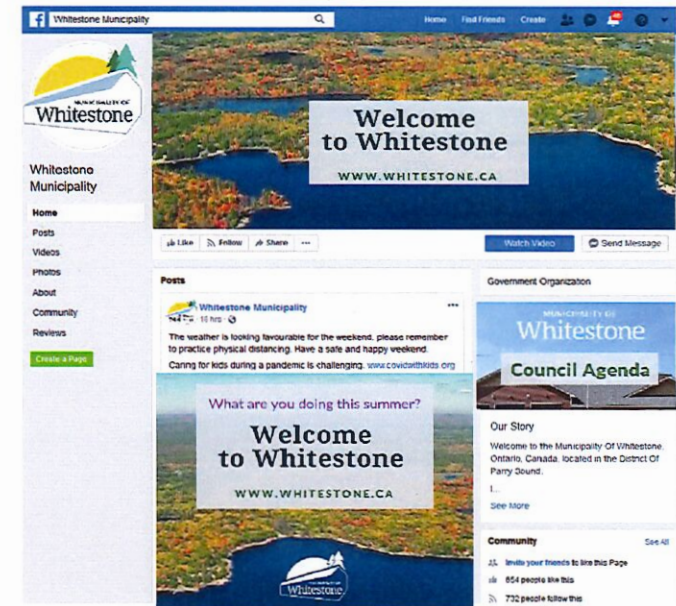 Whitestone Municipality
Home Find Friends Create
MUNICIPALITY OF
Whitestone
Welcome
to Whitestone
WWW.WHITESTONE.CA
Whitestone
Municipality
Home
Posts
Videos
Photos
About
Community
Reviews
Create a Page
Like Follow Share ...
Watch Video Send Message
Posts
Whitestone Municipality
...
The weather is looking favourable for the weekend, please remember
to practice physical distancing. Have a safe and happy weekend.
Caring for kids during a pandemic is challenging. www.covidwithkids.org
What are you doing this summer?
Welcome
to Whitestone
WWW.WHITESTONE.CA
Whitestone
Government Organization
MUNICIPALITY OF
Whitestone
Council Agenda
Our Story
Welcome to the Municipality Of Whitestone,
Ontario, Canada, located in the District Of
Parry Sound.
...
See More
Community See All
Invite your friends to like this Page
854 people like this
732 people follow this